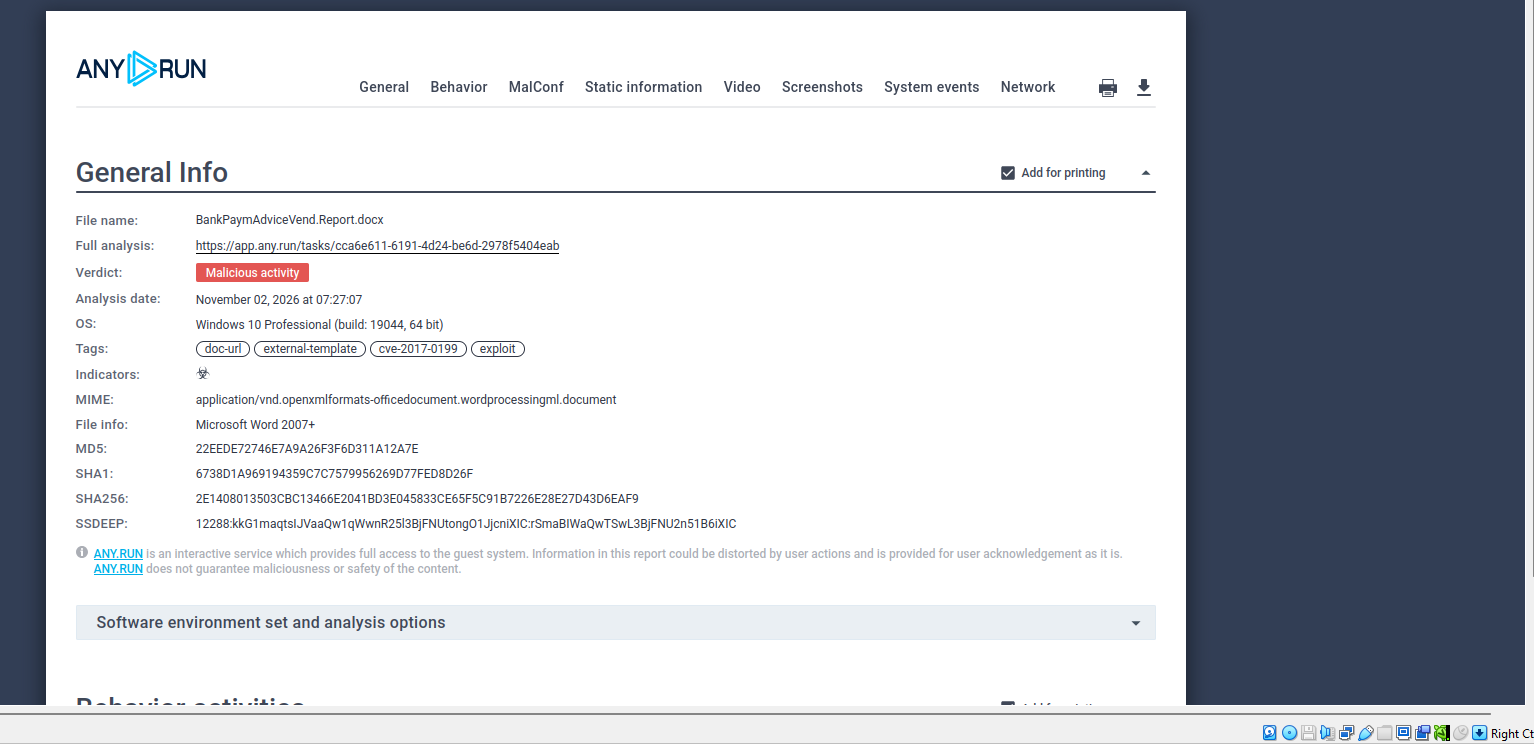 ANY RUN
General Behavior MalConf Static information Video Screenshots System events Network
General Info
Add for printing
File name: BankPaymAdviceVend.Report.docx
Full analysis: https://app.any.run/tasks/cca6e611-6191-4d24-be6d-2978f5404eab
Verdict: Malicious activity
Analysis date: November 02, 2026 at 07:27:07
OS: Windows 10 Professional (build: 19044, 64 bit)
Tags: doc-url external-template cve-2017-0199 exploit
Indicators:
MIME: application/vnd.openxmlformats-officedocument.wordprocessingml.document
File info: Microsoft Word 2007+
MD5: 22EEDE72746E7A9A26F3F6D311A12A7E
SHA1: 6738D1A969194359C7C7579956269D77FED8D26F
SHA256: 2E1408013503CBC13466E2041BD3E045833CE65F5C91B7226E28E27D43D6EAF9
SSDEEP: 12288:kkG1maqtsIJVaaQw1qWwnR25l3BjFNUtongO1JjcniXIC:rSmaBIWaQwTSwL3BjFNU2n51B6iXIC
ANY.RUN is an interactive service which provides full access to the guest system. Information in this report could be distorted by user actions and is provided for user acknowledgement as it is.
ANY.RUN does not guarantee maliciousness or safety of the content.
Software environment set and analysis options
Behavior activities
Right Ct